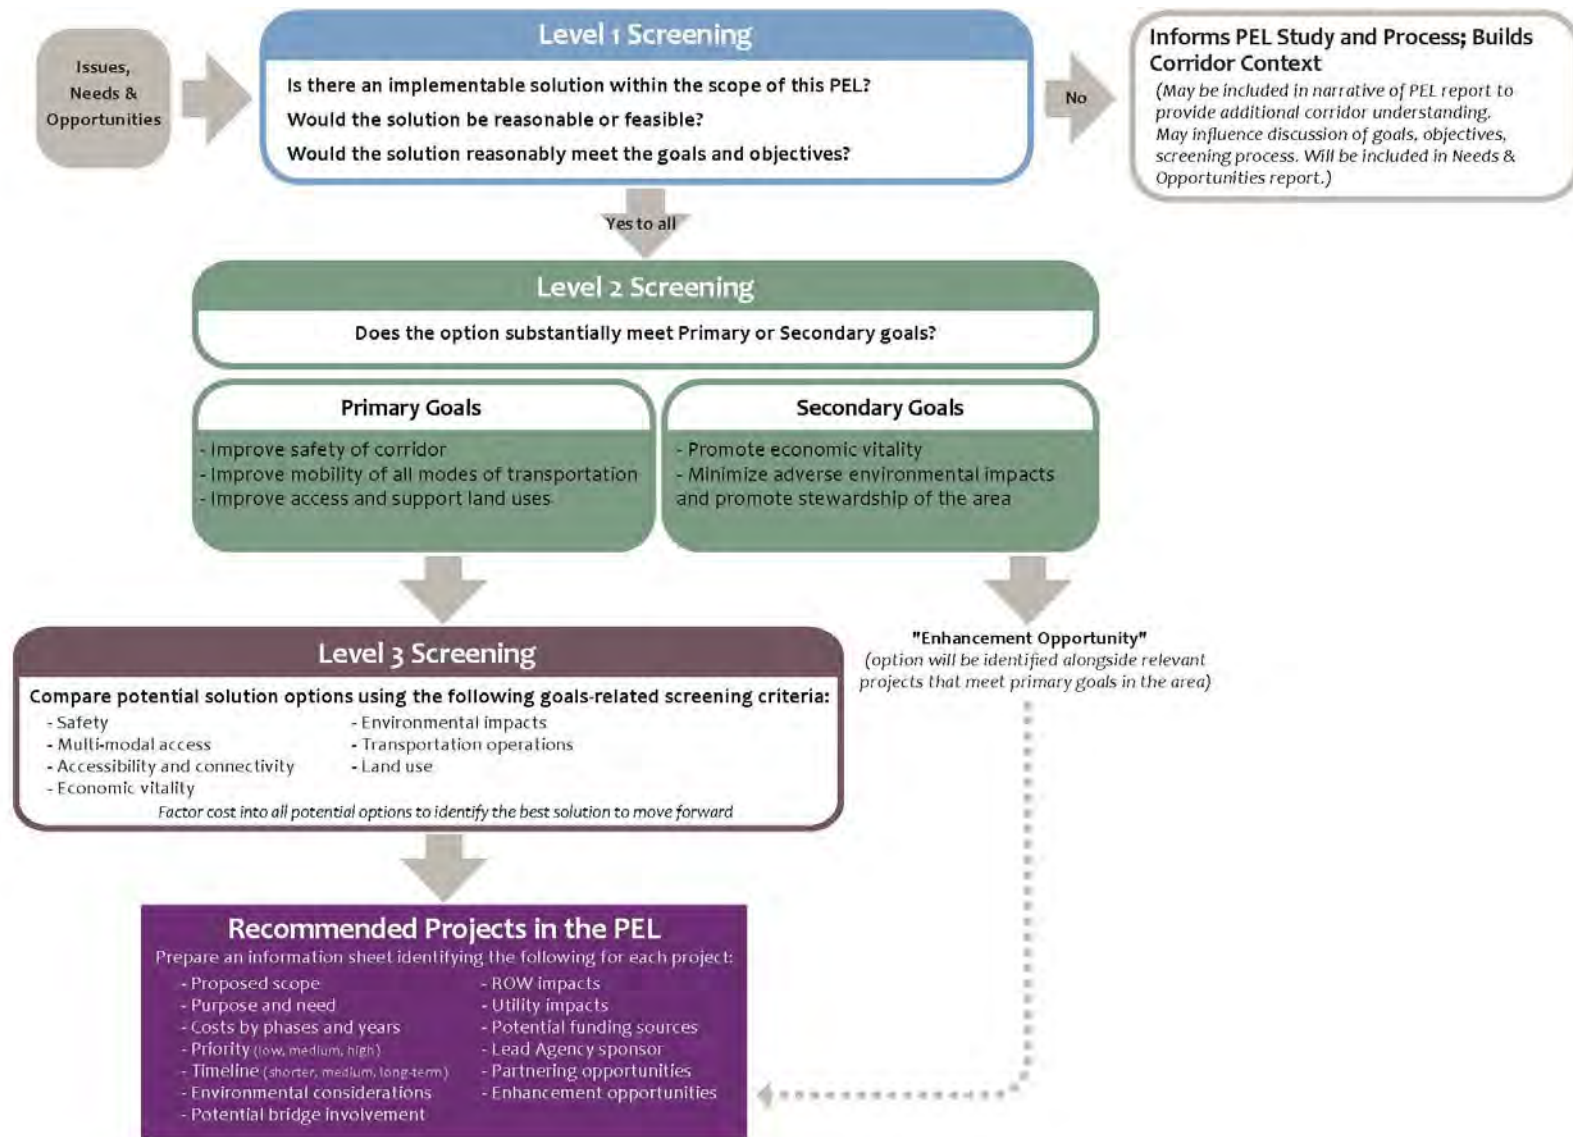 Issues,
Needs &
Opportunities
Level 1 Screening
Is there an implementable solution within the scope of this PEL?
Would the solution be reasonable or feasible?
Would the solution reasonably meet the goals and objectives?
No
Informs PEL Study and Process; Builds
Corridor Context
(May be included in narrative of PEL report to
provide additional corridor understanding.
May influence discussion of goals, objectives,
screening process. Will be included in Needs &
Opportunities report.)
Yes to all
Level 2 Screening
Does the option substantially meet Primary or Secondary goals?
Primary Goals
- Improve safety of corridor
- Improve mobility of all modes of transportation
- Improve access and support land uses
Secondary Goals
- Promote economic vitality
- Minimize adverse environmental impacts
and promote stewardship of the area
Level 3 Screening
Compare potential solution options using the following goals-related screening criteria:
- Safety
- Multi-modal access
- Accessibility and connectivity
- Economic vitality
- Environmental impacts
- Transportation operations
- Land use
Factor cost into all potential options to identify the best solution to move forward
"Enhancement Opportunity"
(option will be identified alongside relevant
projects that meet primary goals in the area)
Recommended Projects in the PEL
Prepare an information sheet identifying the following for each project:
- Proposed scope
- Purpose and need
- Costs by phases and years
- Priority (low, medium, high)
- Timeline (shorter, medium, long-term)
- Environmental considerations
- Potential bridge involvement
- ROW impacts
- Utility impacts
- Potential funding sources
- Lead Agency sponsor
- Partnering opportunities
- Enhancement opportunities